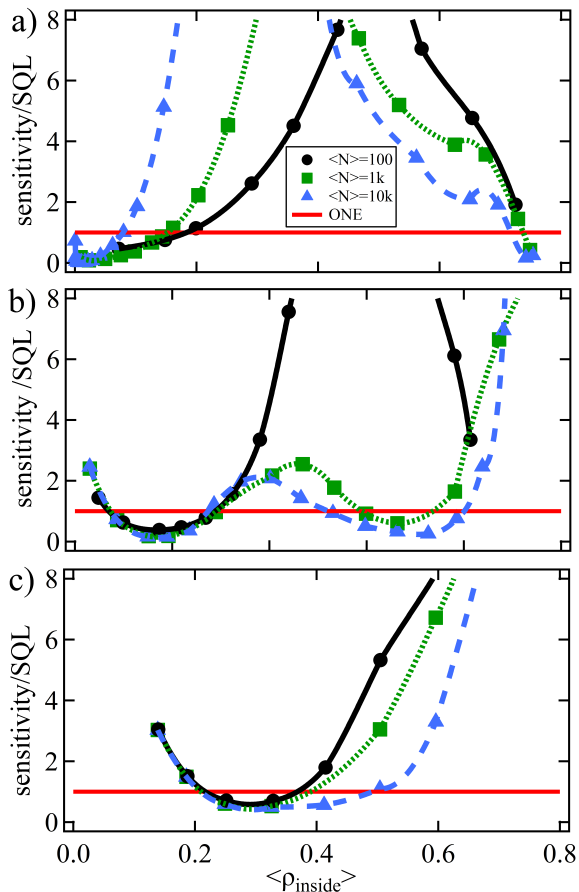 a)
8
6
4
2
0
sensitivity/SQL
<N>=100
<N>=1k
<N>=10k
ONE
b)
8
6
4
2
0
sensitivity /SQL
c)
8
6
4
2
0
sensitivity/SQL
0.0 0.2 0.4 0.6 0.8
<ρinside>